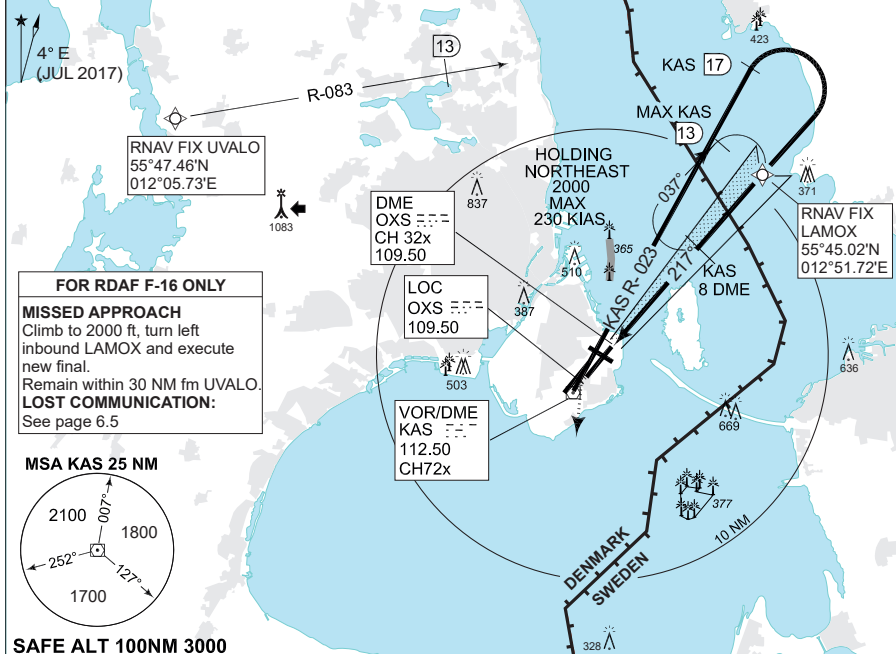 4° E
(JUL 2017)
13
R-083
RNAV FIX UVALO
55°47.46'N
012°05.73'E
1083
423
KAS 17
MAX KAS
13
HOLDING
NORTHEAST
2000
MAX
230 KIAS
037°
371
RNAV FIX
LAMOX
55°45.02'N
012°51.72'E
837
DME
OXS
CH 32x
109.50
365
510
KAS R- 023
217°
KAS
8 DME
LOC
OXS
109.50
387
503
636
669
377
VOR/DME
KAS
112.50
CH72x
10 NM
DENMARK
SWEDEN
328
FOR RDAF F-16 ONLY
MISSED APPROACH
Climb to 2000 ft, turn left
inbound LAMOX and execute
new final.
Remain within 30 NM fm UVALO.
LOST COMMUNICATION:
See page 6.5
MSA KAS 25 NM
2100
007°
1800
252°
127°
1700
SAFE ALT 100NM 3000